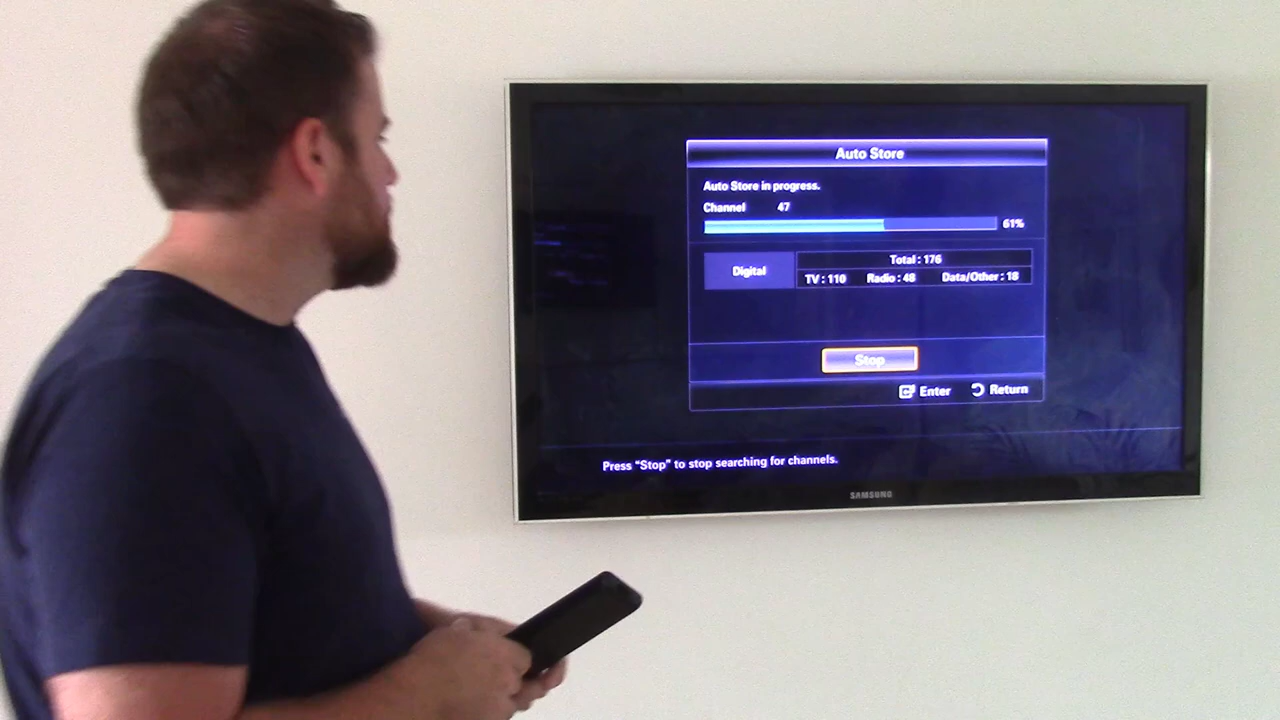 Auto Store
Auto Store in progress.
Channel 47
61%
Digital
Total : 176
TV : 110 Radio : 48 Data/Other : 18
Stop
Enter Return
Press "Stop" to stop searching for channels.
SAMSUNG